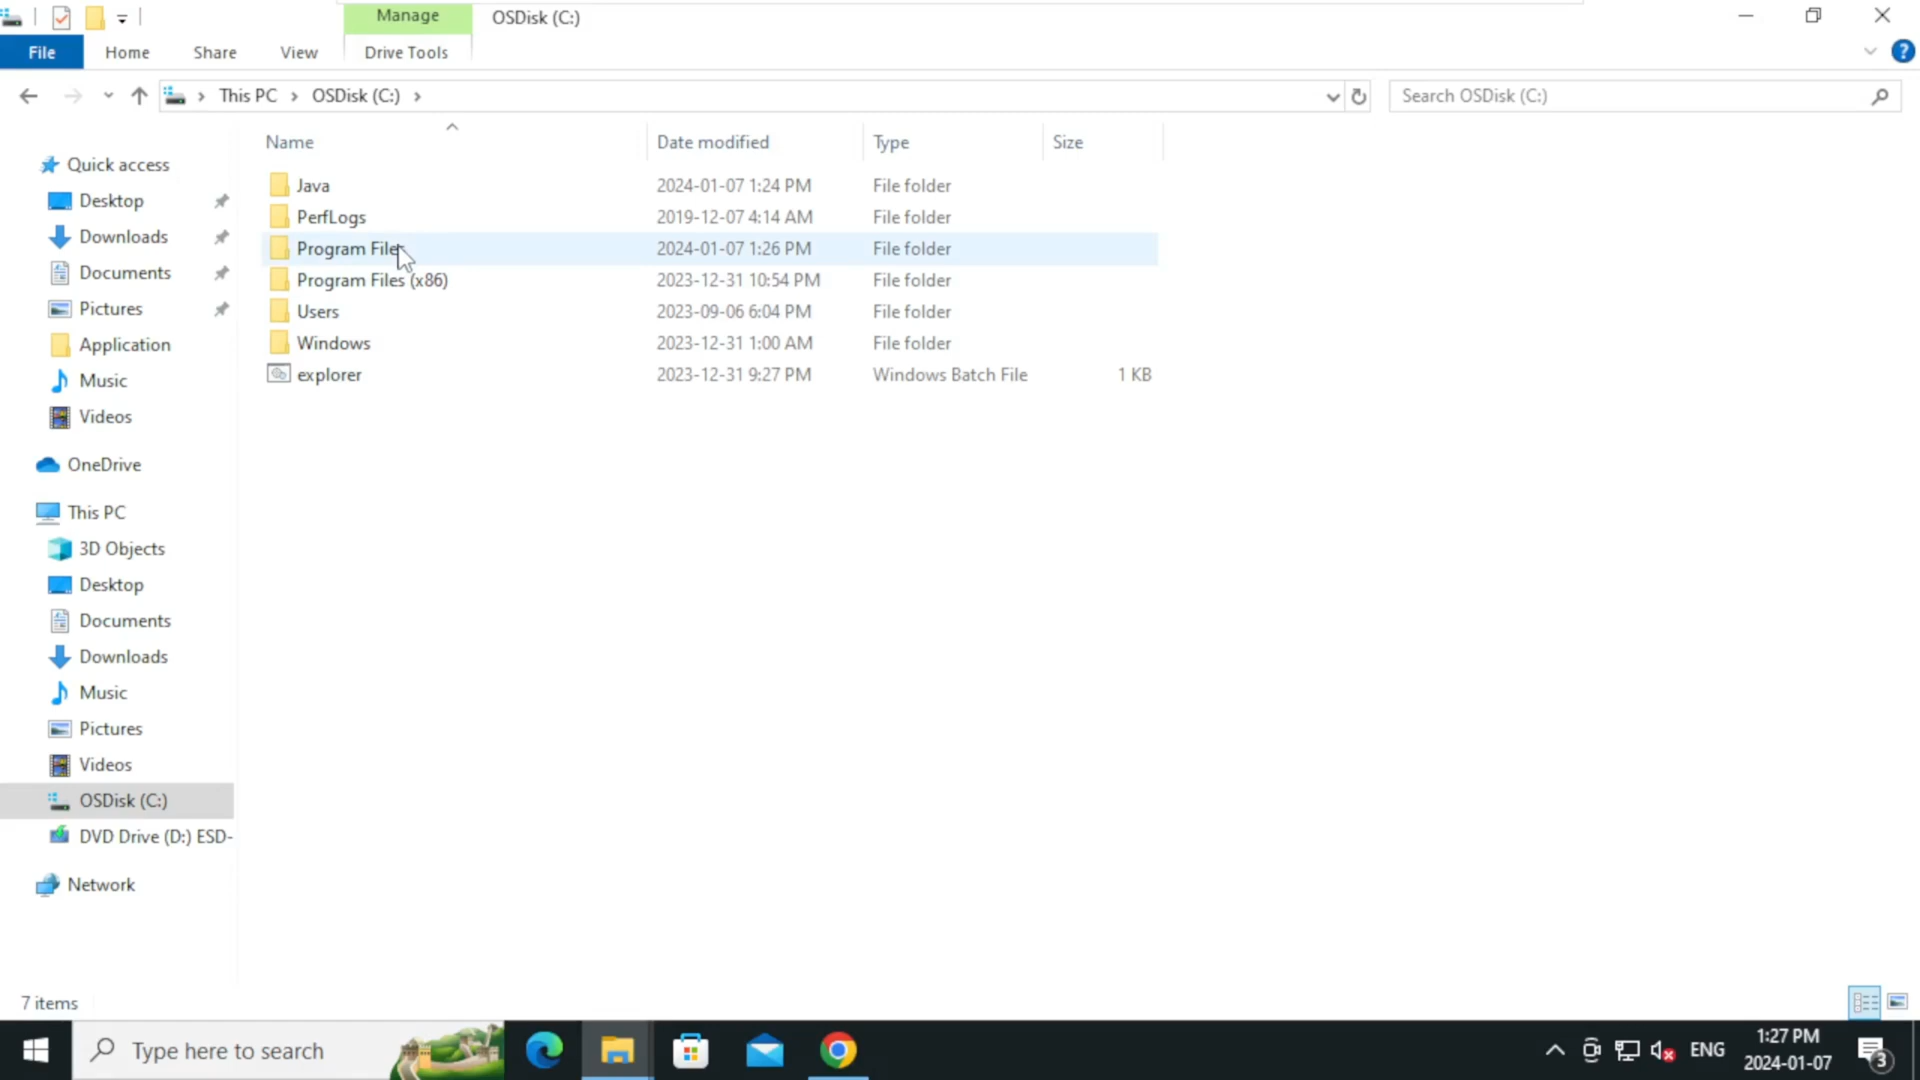 Manage
OSDisk (C:)
File
Home
Share
View
Drive Tools
?
This PC
OSDisk (C:)
Search OSDisk (C:)
Name
Date modified
Type
Size
Java 2024-01-07 1:24 PM File folder
PerfLogs 2019-12-07 4:14 AM File folder
Program Files 2024-01-07 1:26 PM File folder
Program Files (x86) 2023-12-31 10:54 PM File folder
Users 2023-09-06 6:04 PM File folder
Windows 2023-12-31 1:00 AM File folder
explorer 2023-12-31 9:27 PM Windows Batch File 1 KB
Quick access
Desktop
Downloads
Documents
Pictures
Application
Music
Videos
OneDrive
This PC
3D Objects
Desktop
Documents
Downloads
Music
Pictures
Videos
OSDisk (C:)
DVD Drive (D:) ESD-
Network
7 items
Type here to search
ENG
1:27 PM
2024-01-07
3